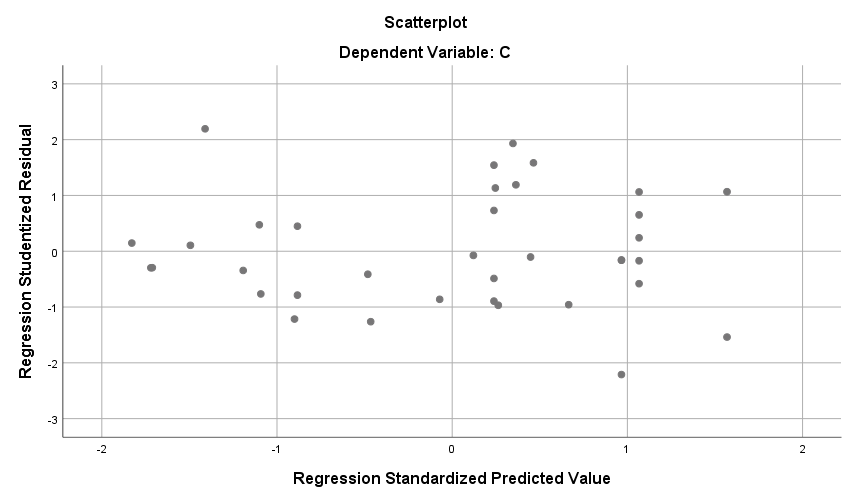 Scatterplot
Dependent Variable: C
Regression Studentized Residual
3
2
1
0
-1
-2
-3
-2 -1 0 1 2
Regression Standardized Predicted Value